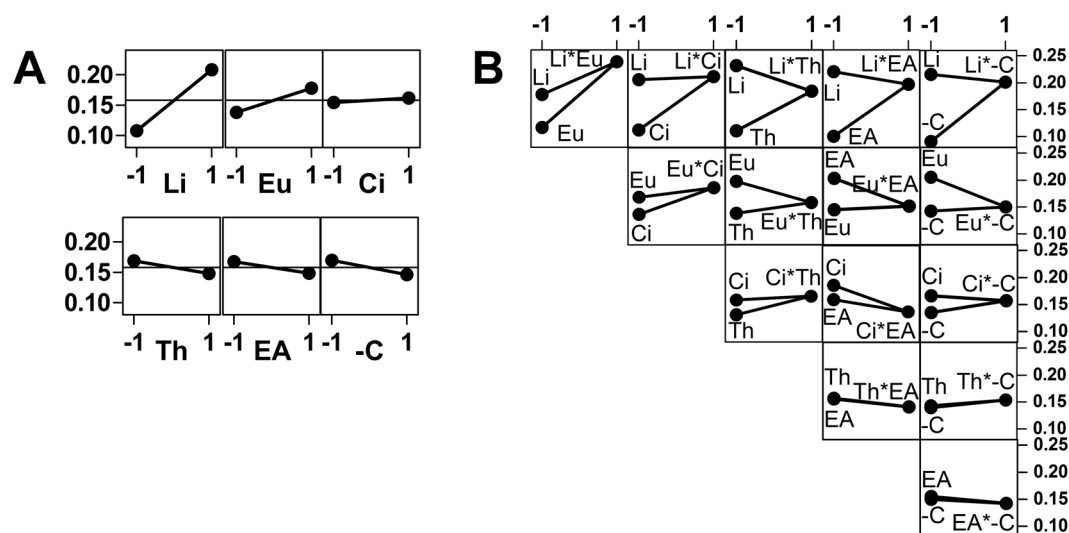 A
0.20
0.15
0.10
-1 Li 1 -1 Eu 1 -1 Ci 1
0.20
0.15
0.10
-1 Th 1 -1 EA 1 -1 -C 1
B
-1 1 -1 1 -1 1 -1 1 -1 1
Li*Eu Li Eu
Li Li*Ci Ci
Li Li*Th Th
Li Li*EA EA
Li Li*-C -C
0.25
0.20
0.15
0.10
Eu Eu*Ci Ci
Eu Eu*Th Th
EA Eu*EA Eu
Eu Eu*-C -C
0.25
0.20
0.15
0.10
Ci Ci*Th Th
Ci EA Ci*EA
Ci Ci*-C -C
0.25
0.20
0.15
0.10
Th Th*EA EA
Th Th*-C -C
0.25
0.20
0.15
0.10
EA -C EA*-C
0.25
0.20
0.15
0.10